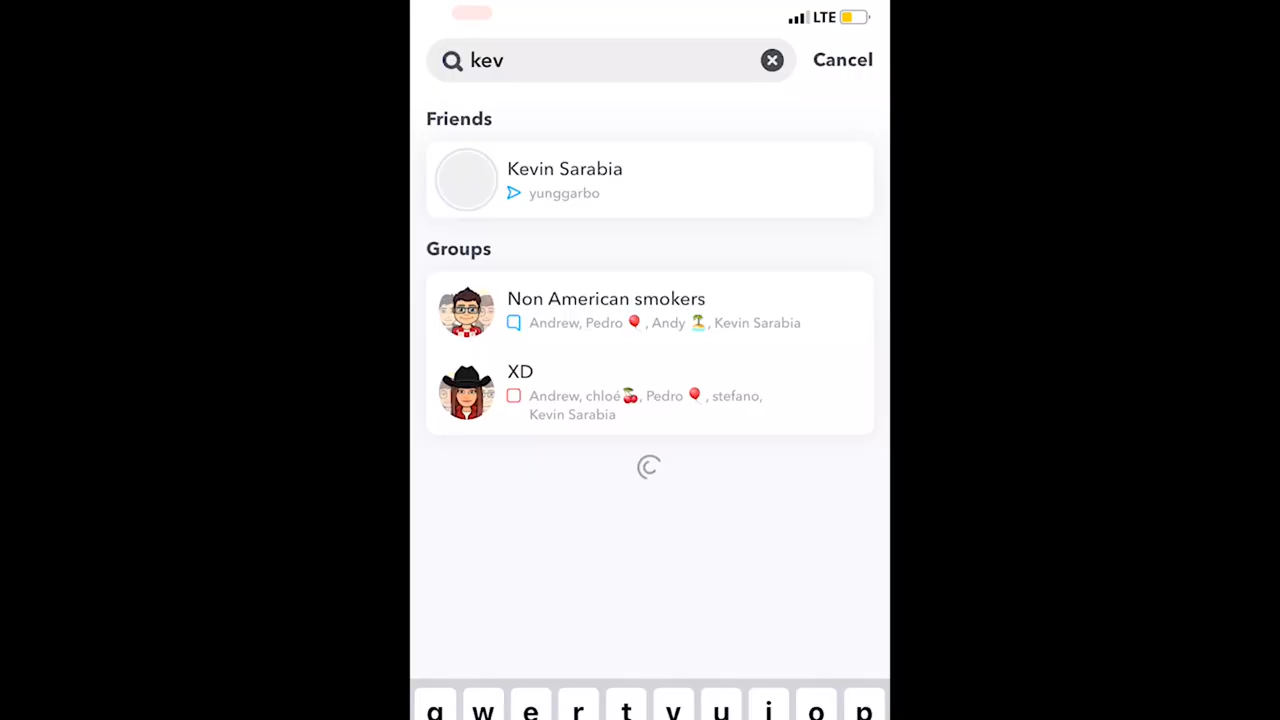 LTE
kev
Cancel
Friends
Kevin Sarabia
yunggarbo
Groups
Non American smokers
Andrew, Pedro 🎈, Andy 🏝️, Kevin Sarabia
XD
Andrew, chloé🍒, Pedro 🎈, stefano,
Kevin Sarabia
q w e r t y u i o p